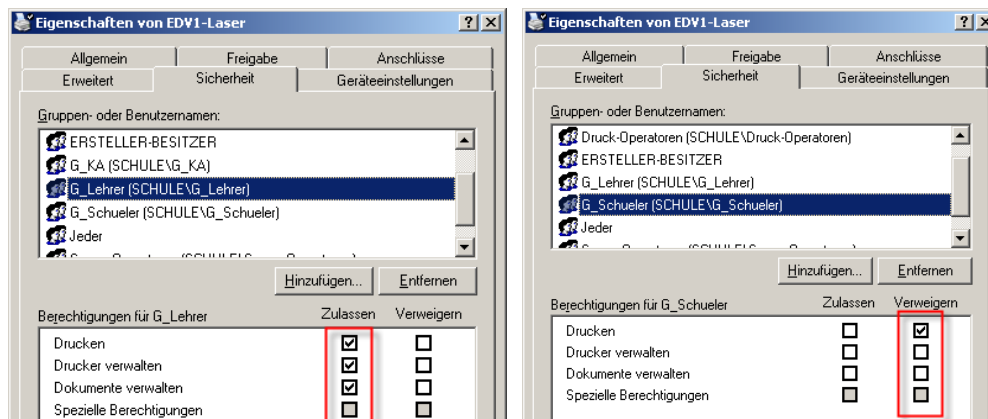 Eigenschaften von EDV1-Laser
Allgemein Freigabe Anschlüsse
Erweitert Sicherheit Geräteeinstellungen
Gruppen- oder Benutzernamen:
ERSTELLER-BESITZER
G_KA (SCHULE\G_KA)
G_Lehrer (SCHULE\G_Lehrer)
G_Schueler (SCHULE\G_Schueler)
Jeder
Hinzufügen... Entfernen
Berechtigungen für G_Lehrer Zulassen Verweigern
Drucken
Drucker verwalten
Dokumente verwalten
Spezielle Berechtigungen
Eigenschaften von EDV1-Laser
Allgemein Freigabe Anschlüsse
Erweitert Sicherheit Geräteeinstellungen
Gruppen- oder Benutzernamen:
Druck-Operatoren (SCHULE\Druck-Operatoren)
ERSTELLER-BESITZER
G_Lehrer (SCHULE\G_Lehrer)
G_Schueler (SCHULE\G_Schueler)
Jeder
Hinzufügen... Entfernen
Berechtigungen für G_Schueler Zulassen Verweigern
Drucken
Drucker verwalten
Dokumente verwalten
Spezielle Berechtigungen